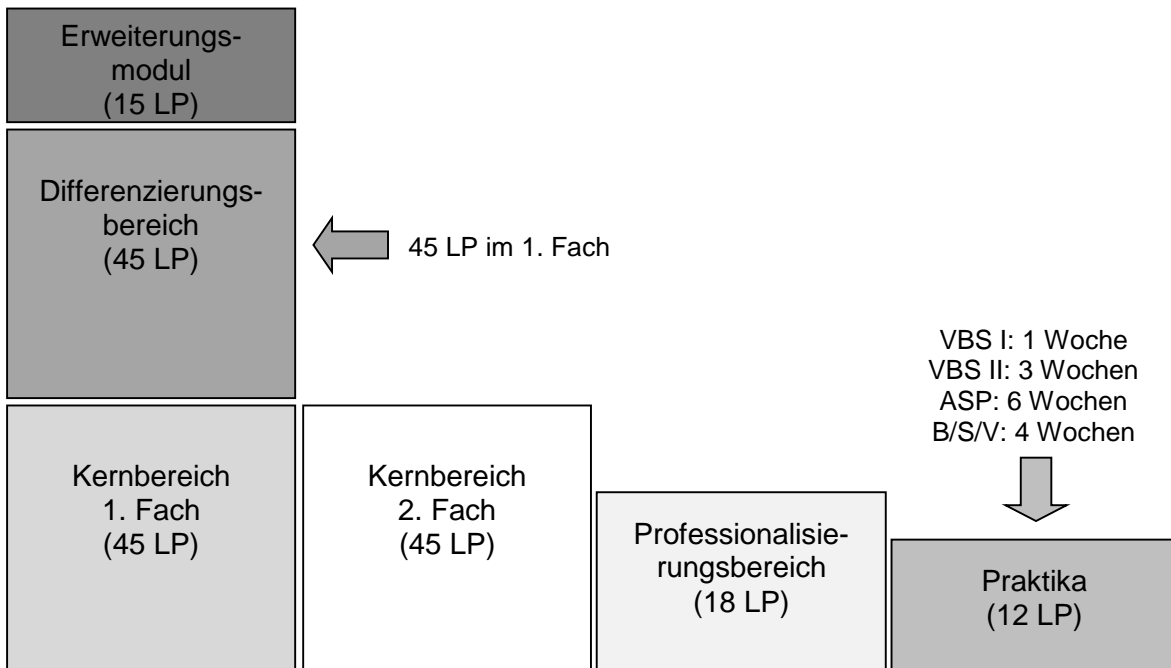 Erweiterungs-
modul
(15 LP)
Differenzierungs-
bereich
(45 LP)
45 LP im 1. Fach
VBS I: 1 Woche
VBS II: 3 Wochen
ASP: 6 Wochen
B/S/V: 4 Wochen
Kernbereich
1. Fach
(45 LP)
Kernbereich
2. Fach
(45 LP)
Professionalisie-
rungsbereich
(18 LP)
Praktika
(12 LP)